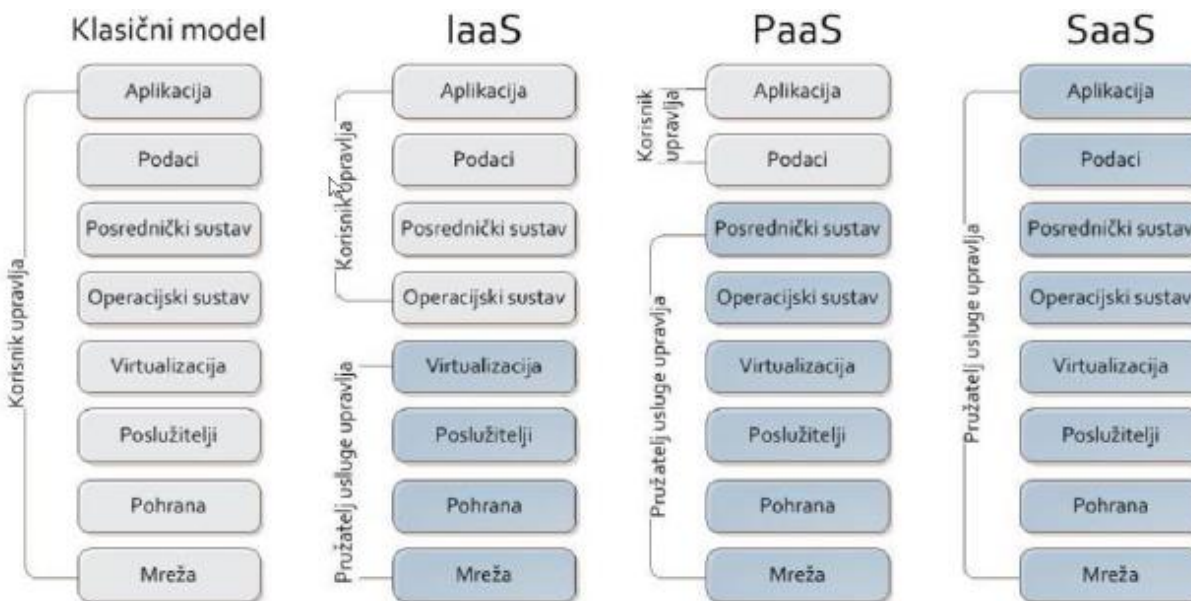 Klasični model
IaaS
PaaS
SaaS
Korisnik upravlja
Aplikacija
Podaci
Posrednički sustav
Operacijski sustav
Virtualizacija
Poslužitelji
Pohrana
Mreža
Korisnik upravlja
Pružatelj usluge upravlja
Aplikacija
Podaci
Posrednički sustav
Operacijski sustav
Virtualizacija
Poslužitelji
Pohrana
Mreža
Korisnik
upravlja
Pružatelj usluge upravlja
Aplikacija
Podaci
Posrednički sustav
Operacijski sustav
Virtualizacija
Poslužitelji
Pohrana
Mreža
Pružatelj usluge upravlja
Aplikacija
Podaci
Posrednički sustav
Operacijski sustav
Virtualizacija
Poslužitelji
Pohrana
Mreža